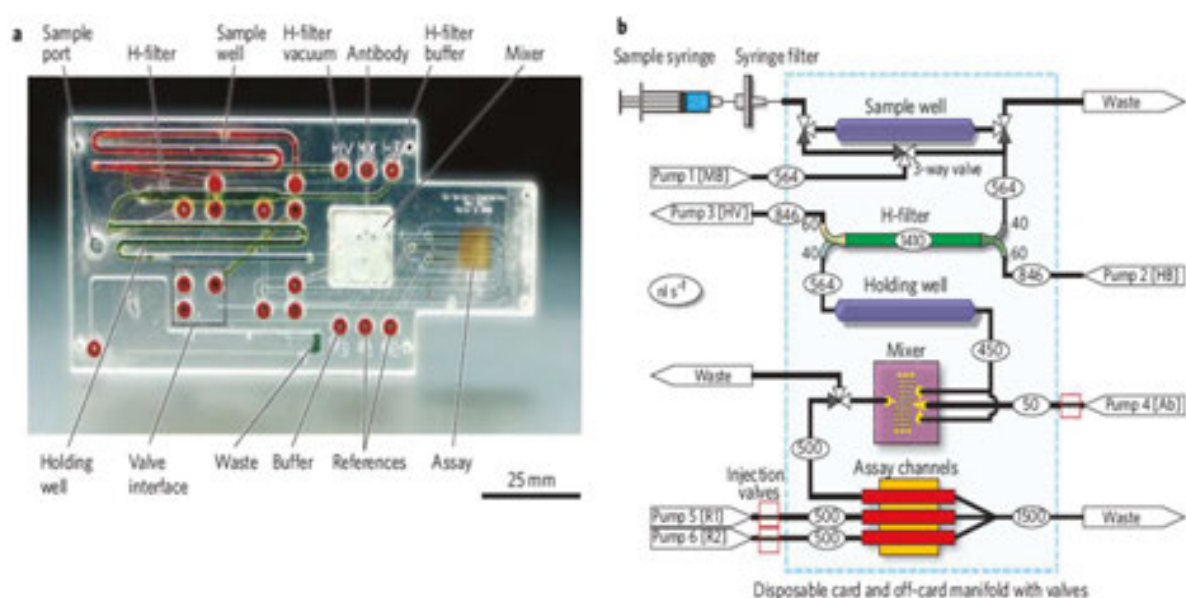 a
Sample port
H-filter
Sample well
H-filter vacuum
Antibody
H-filter buffer
Mixer
HV
Holding well
Valve interface
Waste
Buffer
References
Assay
25 mm
b
Sample syringe
Syringe filter
Sample well
Waste
3-way valve
Pump 1 [MB]
564
564
Pump 3 [HV]
846
60
H-filter
40
1410
40
60
564
846
Pump 2 [HB]
nl s⁻¹
Holding well
450
Mixer
Waste
50
Pump 4 [Ab]
500
Assay channels
Injection valves
Pump 5 [R1]
500
1500
Waste
Pump 6 [R2]
500
Disposable card and off-card manifold with valves